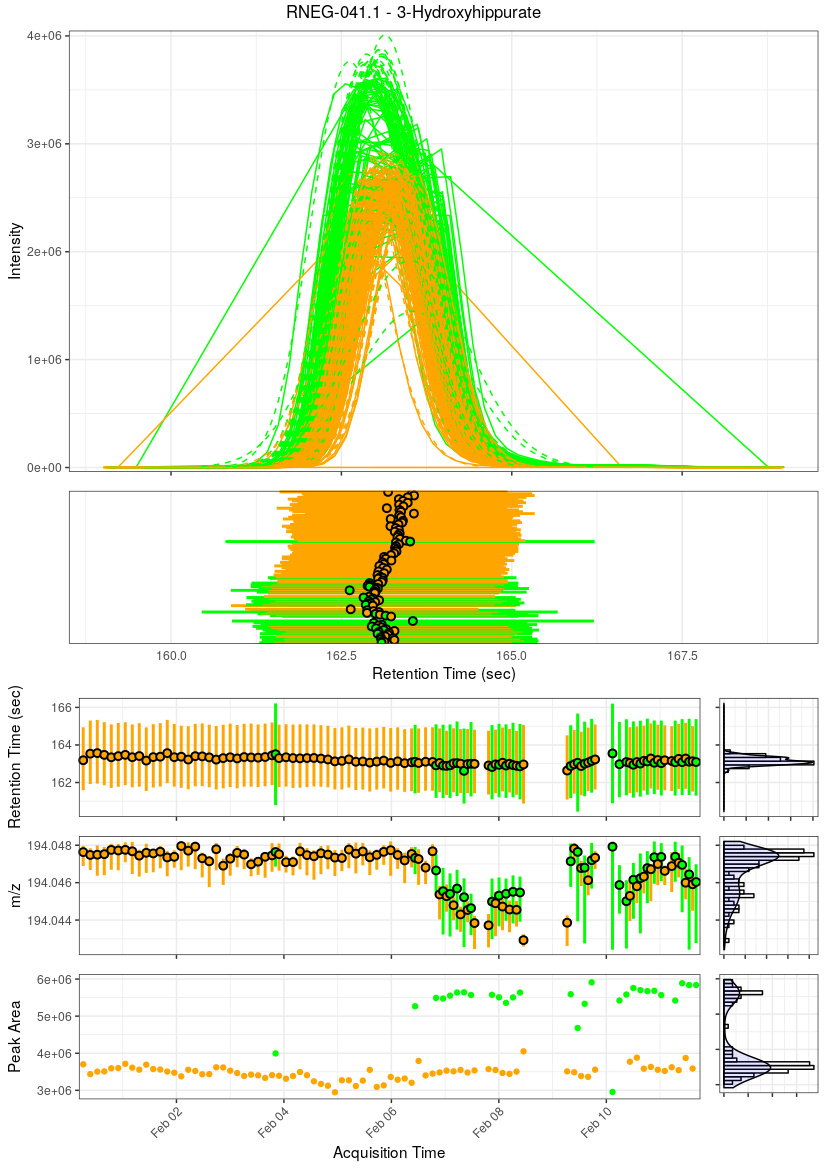 RNEG-041.1 - 3-Hydroxyhippurate
Intensity
4e+06
3e+06
2e+06
1e+06
0e+00
160.0
162.5
165.0
167.5
Retention Time (sec)
Retention Time (sec)
166
164
162
m/z
194.048
194.046
194.044
Peak Area
6e+06
5e+06
4e+06
3e+06
Feb 02
Feb 04
Feb 06
Feb 08
Feb 10
Acquisition Time